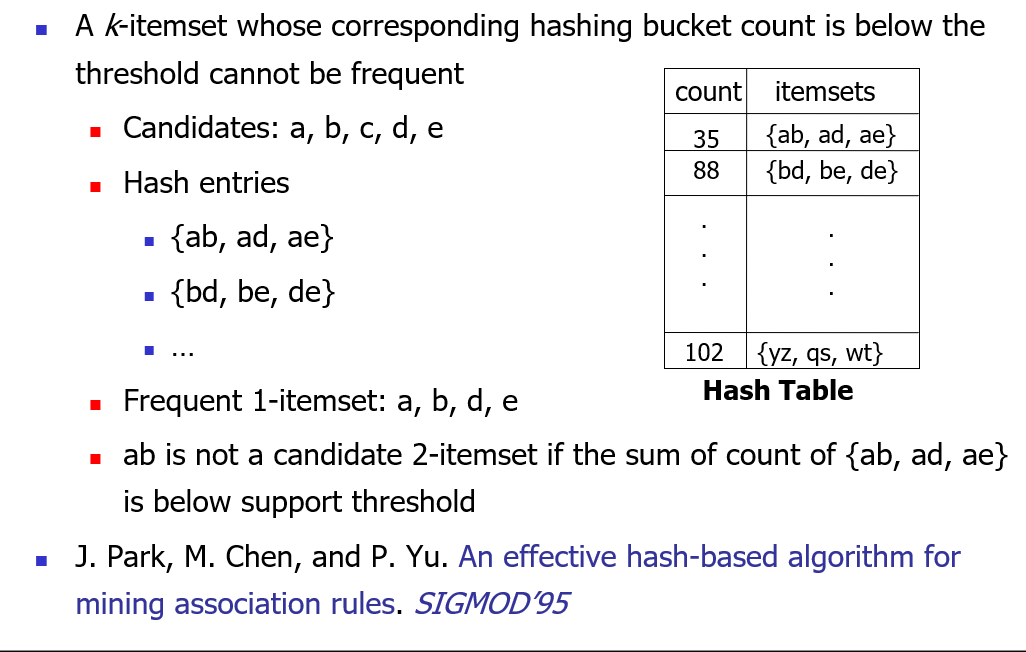 A k-itemset whose corresponding hashing bucket count is below the
threshold cannot be frequent
Candidates: a, b, c, d, e
Hash entries
{ab, ad, ae}
{bd, be, de}
...
Frequent 1-itemset: a, b, d, e
ab is not a candidate 2-itemset if the sum of count of {ab, ad, ae}
is below support threshold
J. Park, M. Chen, and P. Yu. An effective hash-based algorithm for
mining association rules. SIGMOD'95
count itemsets
35 {ab, ad, ae}
88 {bd, be, de}
. .
. .
. .
102 {yz, qs, wt}
Hash Table